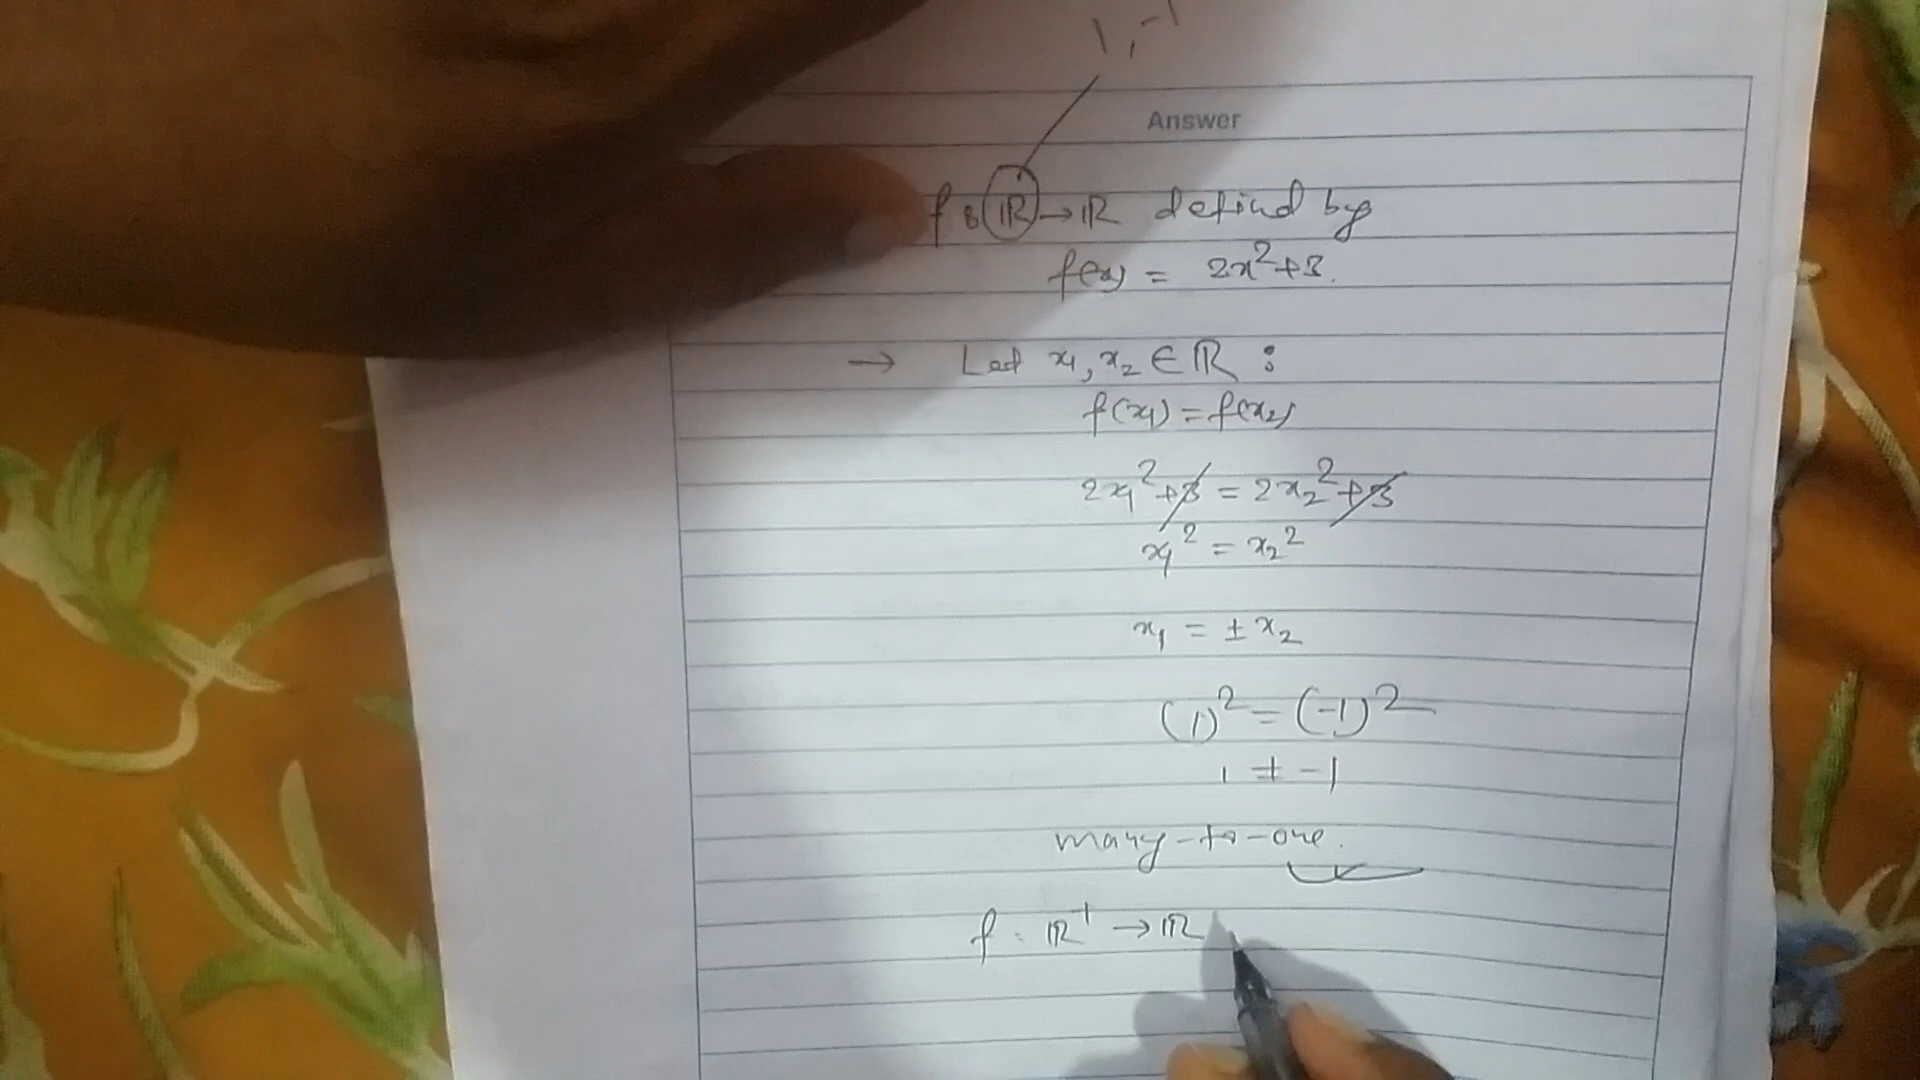 1, -1
Answer
f : ℝ → ℝ defind by
f(x) = 2x² + 3.
→ Let x₁, x₂ ∈ ℝ :
f(x₁) = f(x₂)
2x₁² + 3 = 2x₂² + 3
x₁² = x₂²
x₁ = ± x₂
(1)² = (-1)²
1 ≠ -1
many-to-one.
f : ℝ⁺ → ℝ